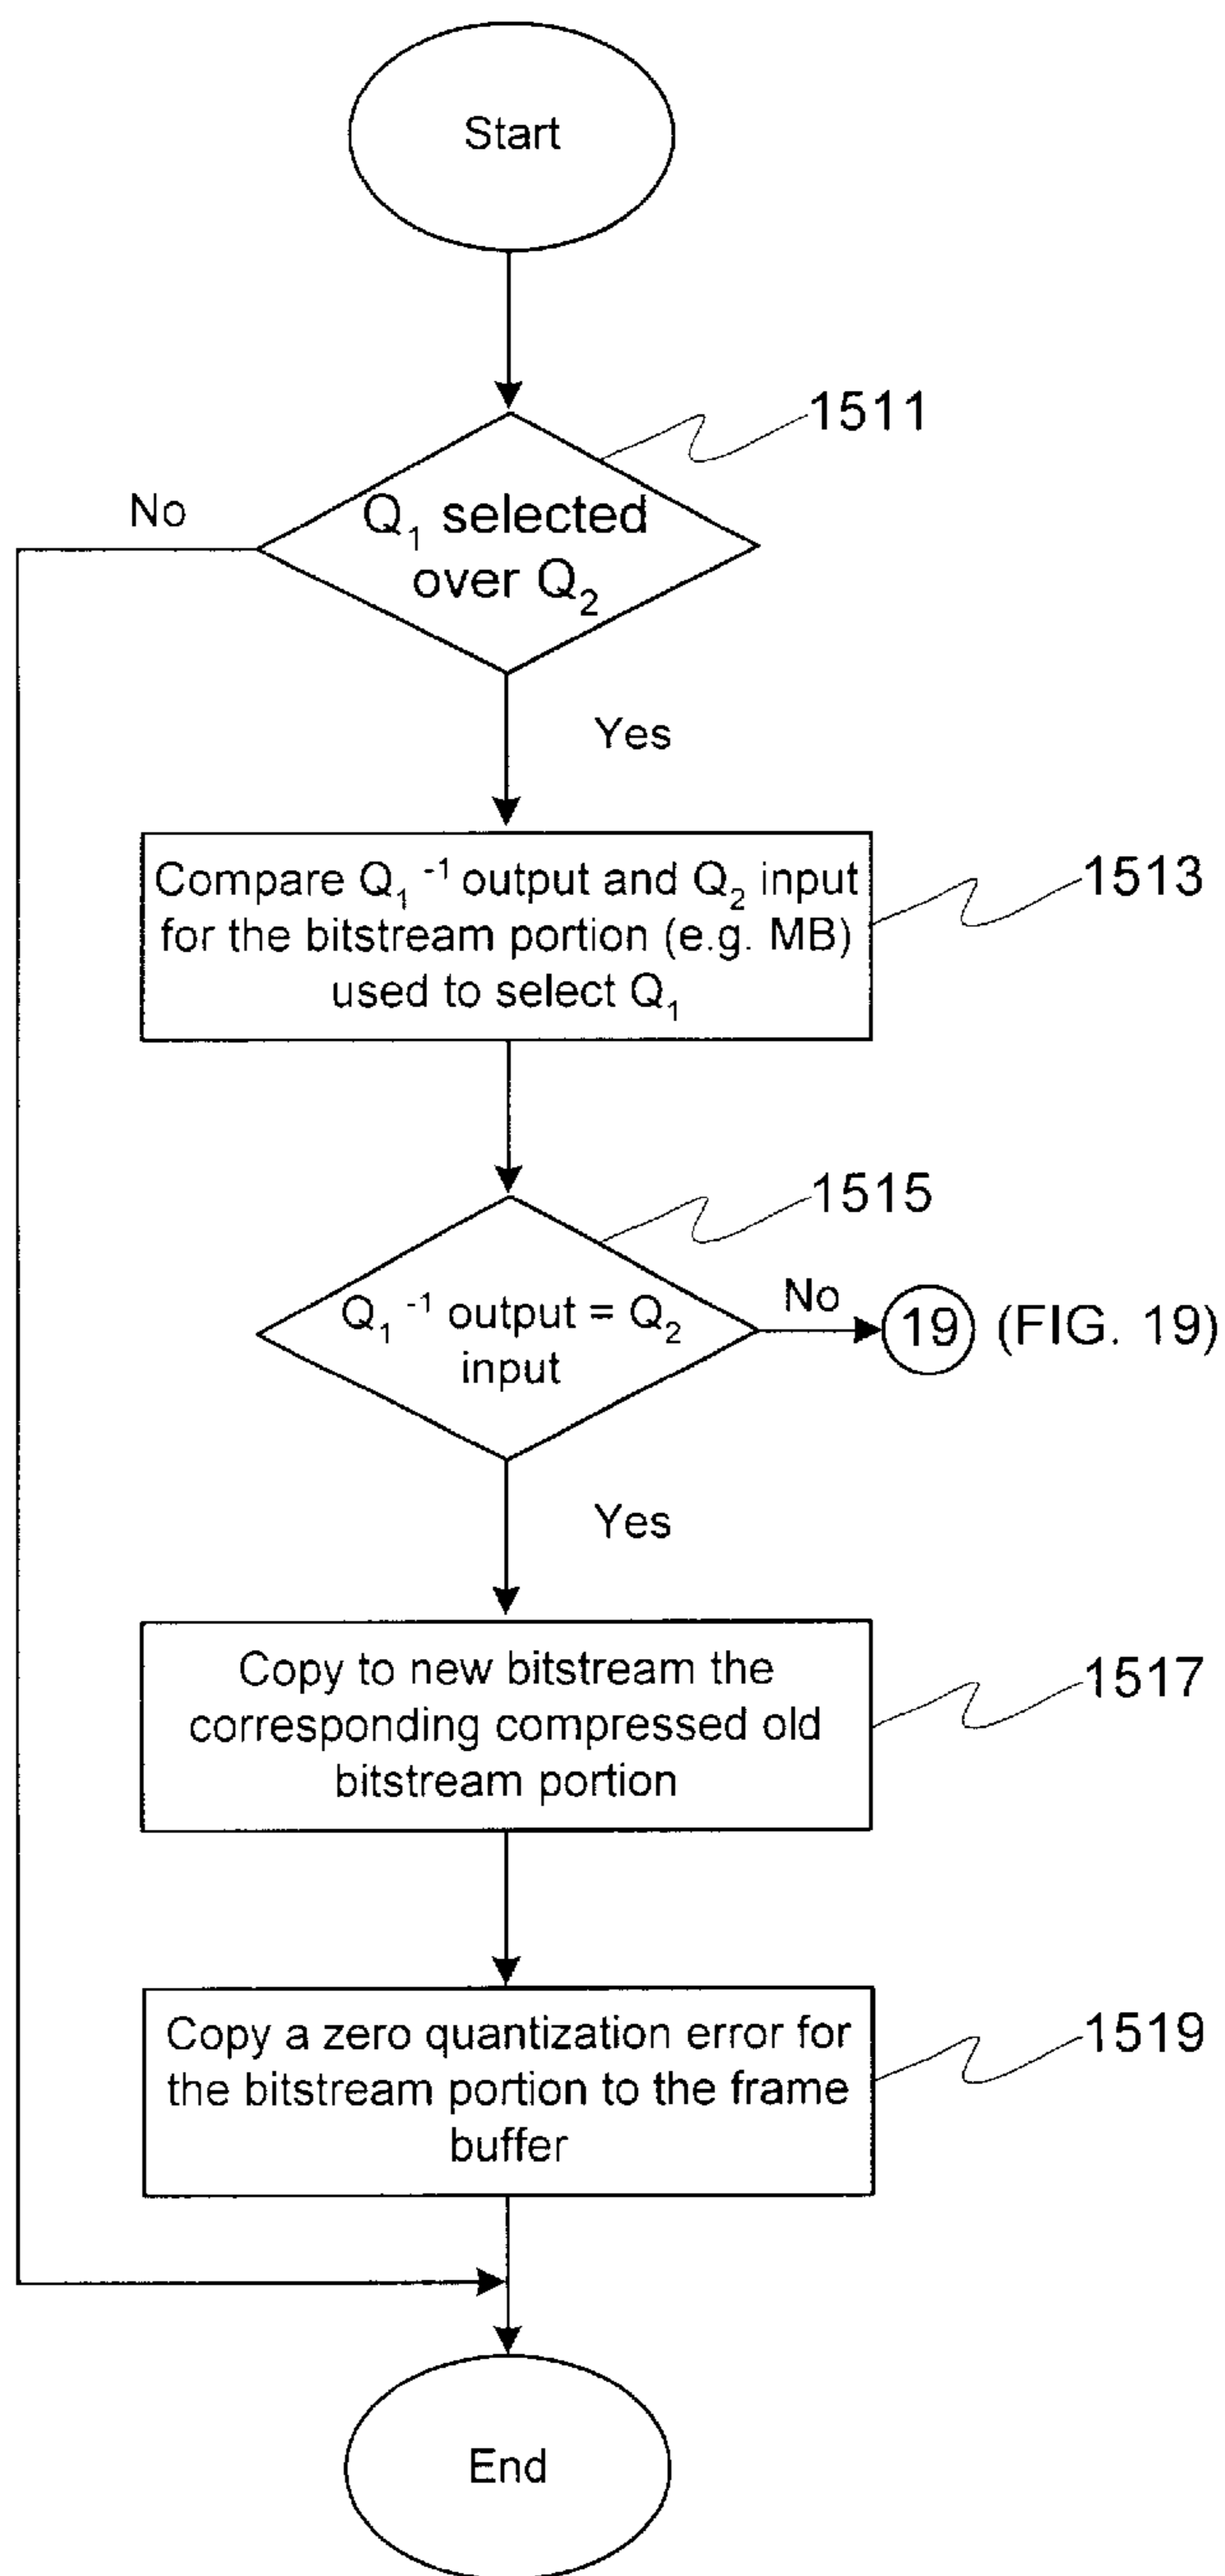 Start
1511
No
Q₁ selected
over Q₂
Yes
Compare Q₁ ⁻¹ output and Q₂ input
for the bitstream portion (e.g. MB)
used to select Q₁
1513
1515
Q₁ ⁻¹ output = Q₂
input
No
19 (FIG. 19)
Yes
Copy to new bitstream the
corresponding compressed old
bitstream portion
1517
Copy a zero quantization error for
the bitstream portion to the frame
buffer
1519
End